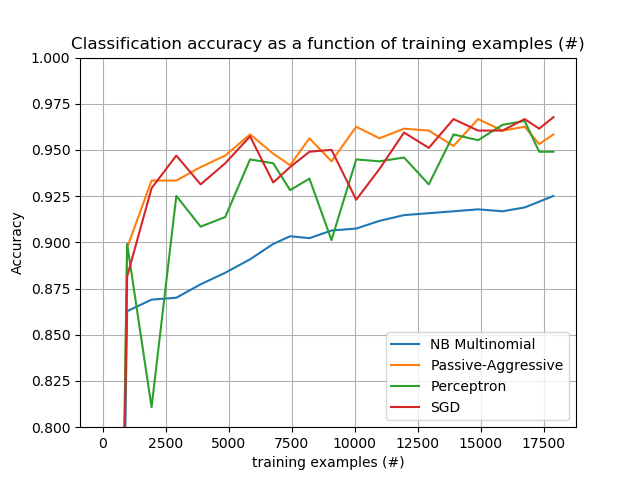 Classification accuracy as a function of training examples (#)
1.000
0.975
0.950
0.925
0.900
0.875
0.850
0.825
0.800
Accuracy
NB Multinomial
Passive-Aggressive
Perceptron
SGD
0 2500 5000 7500 10000 12500 15000 17500
training examples (#)